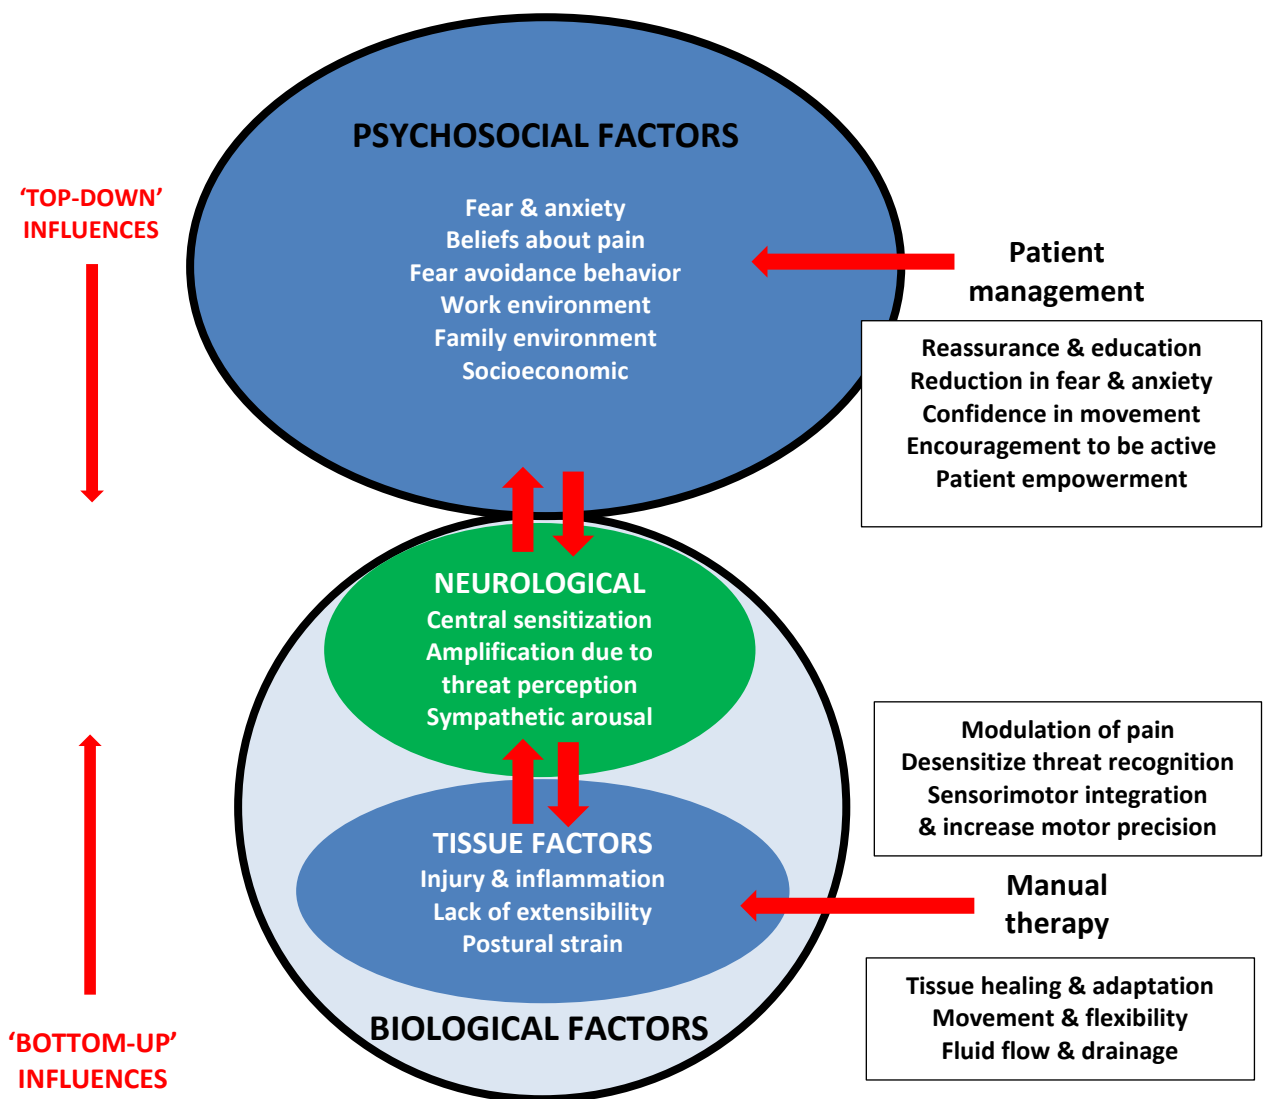 PSYCHOSOCIAL FACTORS
Fear & anxiety
Beliefs about pain
Fear avoidance behavior
Work environment
Family environment
Socioeconomic
‘TOP-DOWN’
INFLUENCES
Patient
management
Reassurance & education
Reduction in fear & anxiety
Confidence in movement
Encouragement to be active
Patient empowerment
NEUROLOGICAL
Central sensitization
Amplification due to
threat perception
Sympathetic arousal
Modulation of pain
Desensitize threat recognition
Sensorimotor integration
& increase motor precision
TISSUE FACTORS
Injury & inflammation
Lack of extensibility
Postural strain
Manual
therapy
Tissue healing & adaptation
Movement & flexibility
Fluid flow & drainage
BIOLOGICAL FACTORS
‘BOTTOM-UP’
INFLUENCES